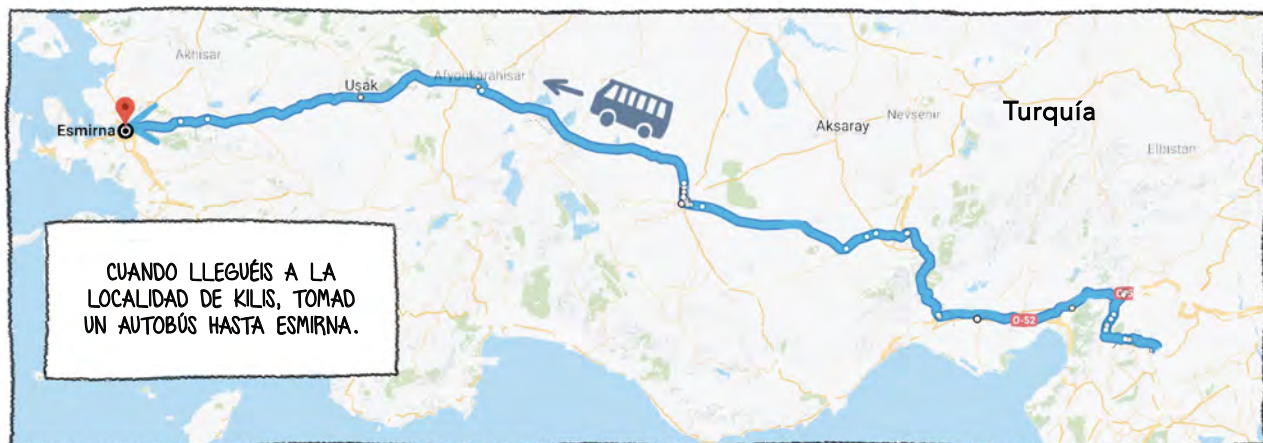 Akhisar
Uşak
Afyonkarahisar
Esmirna
Aksaray
Nevşehir
Turquía
Elbistan
CUANDO LLEGUÉIS A LA
LOCALIDAD DE KILIS, TOMAD
UN AUTOBÚS HASTA ESMIRNA.
O-52